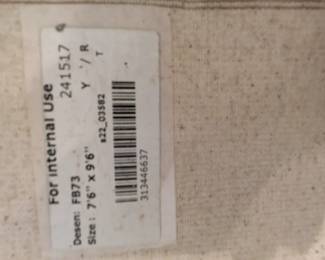 For Internal Use
241517
Y '/ R
T
Desen: FB73
s22_03582
Size: 7'6" x 9'6"
313446637